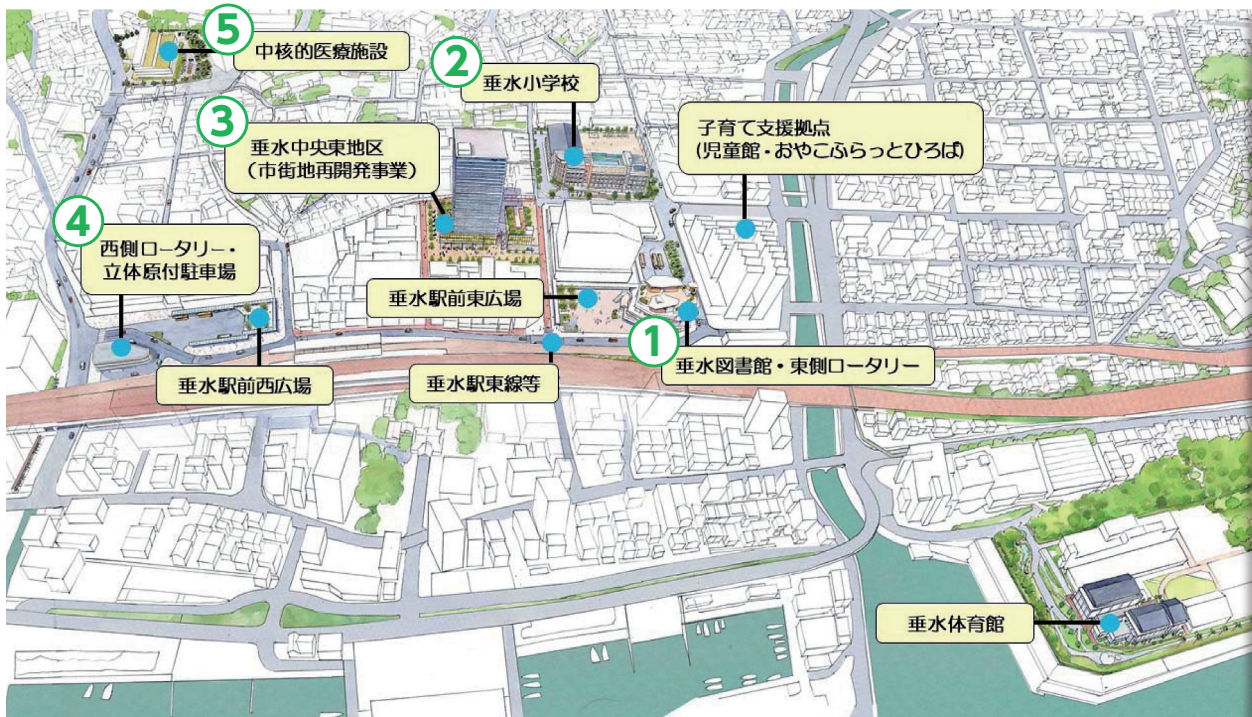 ⑤
中核的医療施設
②
垂水小学校
③
垂水中央東地区
(市街地再開発事業)
子育て支援拠点
(児童館・おやこふらっとひろば)
④
西側ロータリー・
立体原付駐車場
垂水駅前東広場
①
垂水図書館・東側ロータリー
垂水駅前西広場
垂水駅東線等
垂水体育館